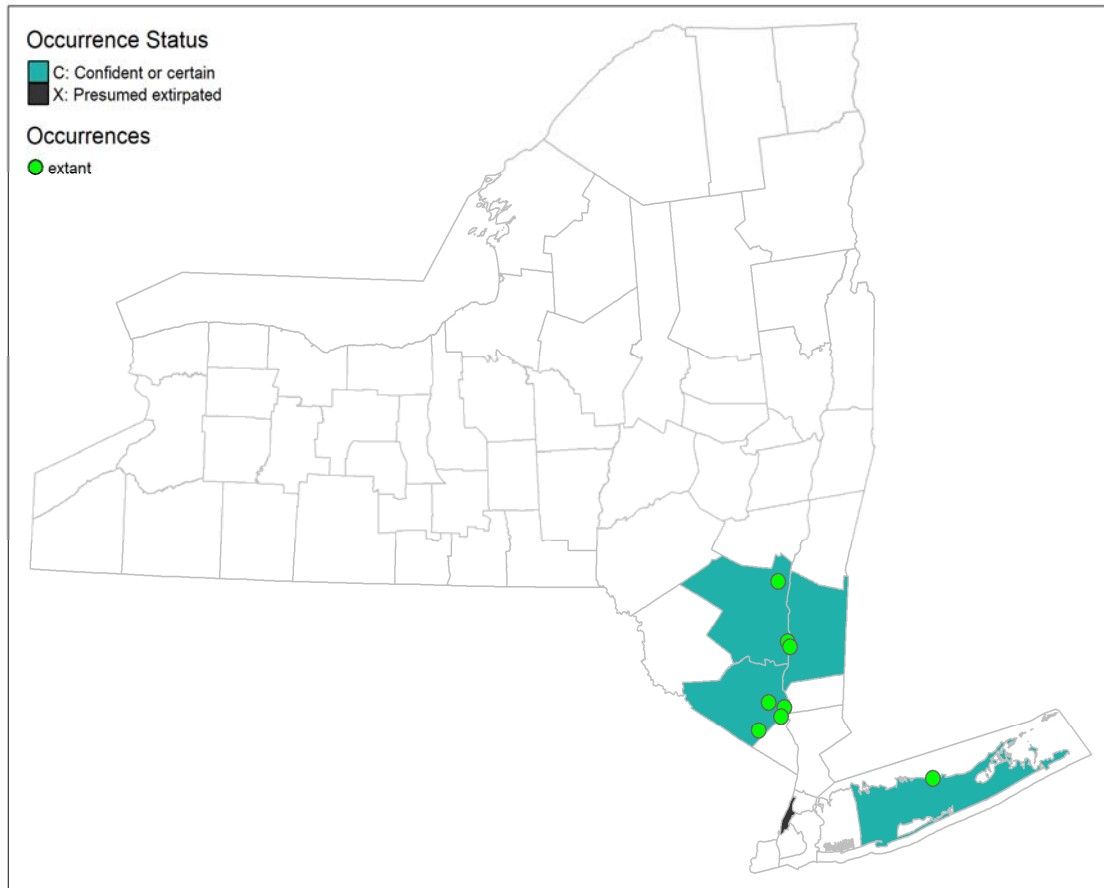 Occurrence Status
C: Confident or certain
X: Presumed extirpated
Occurrences
extant